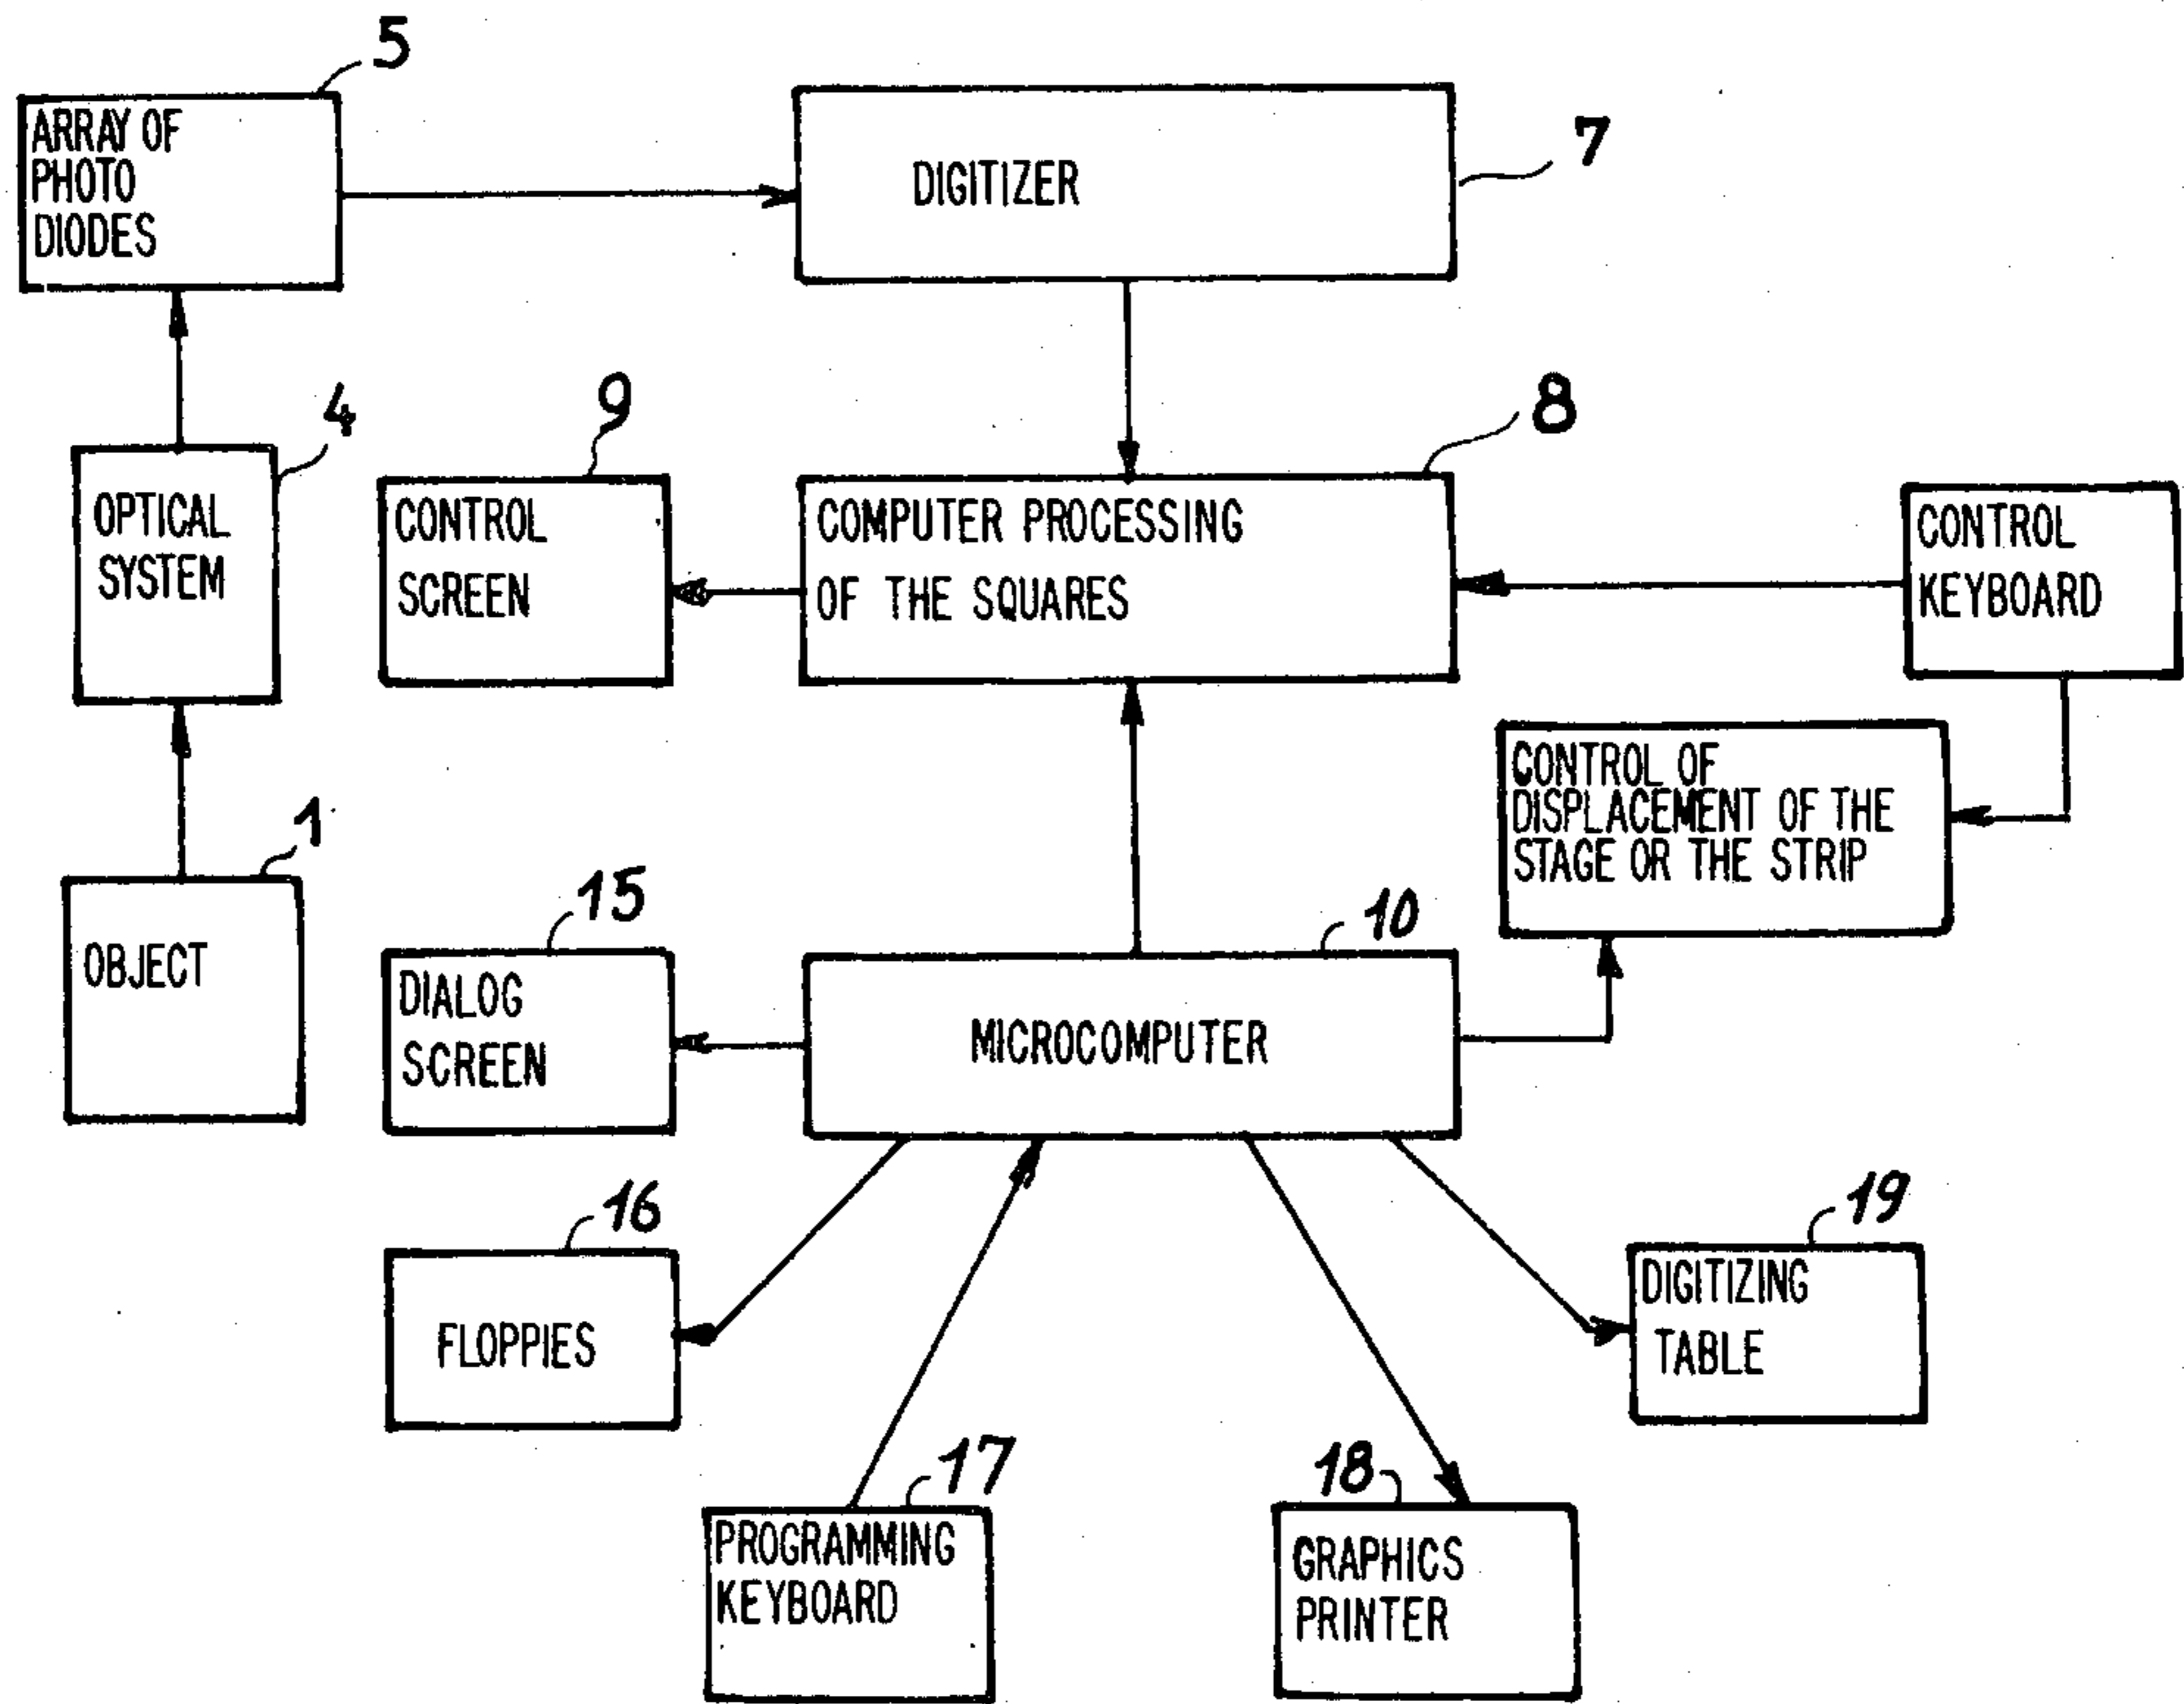 5
ARRAY OF
PHOTO
DIODES
DIGITIZER
7
4
OPTICAL
SYSTEM
9
CONTROL
SCREEN
8
COMPUTER PROCESSING
OF THE SQUARES
CONTROL
KEYBOARD
CONTROL OF
DISPLACEMENT OF THE
STAGE OR THE STRIP
1
OBJECT
15
DIALOG
SCREEN
10
MICROCOMPUTER
16
FLOPPIES
19
DIGITIZING
TABLE
17
PROGRAMMING
KEYBOARD
18
GRAPHICS
PRINTER